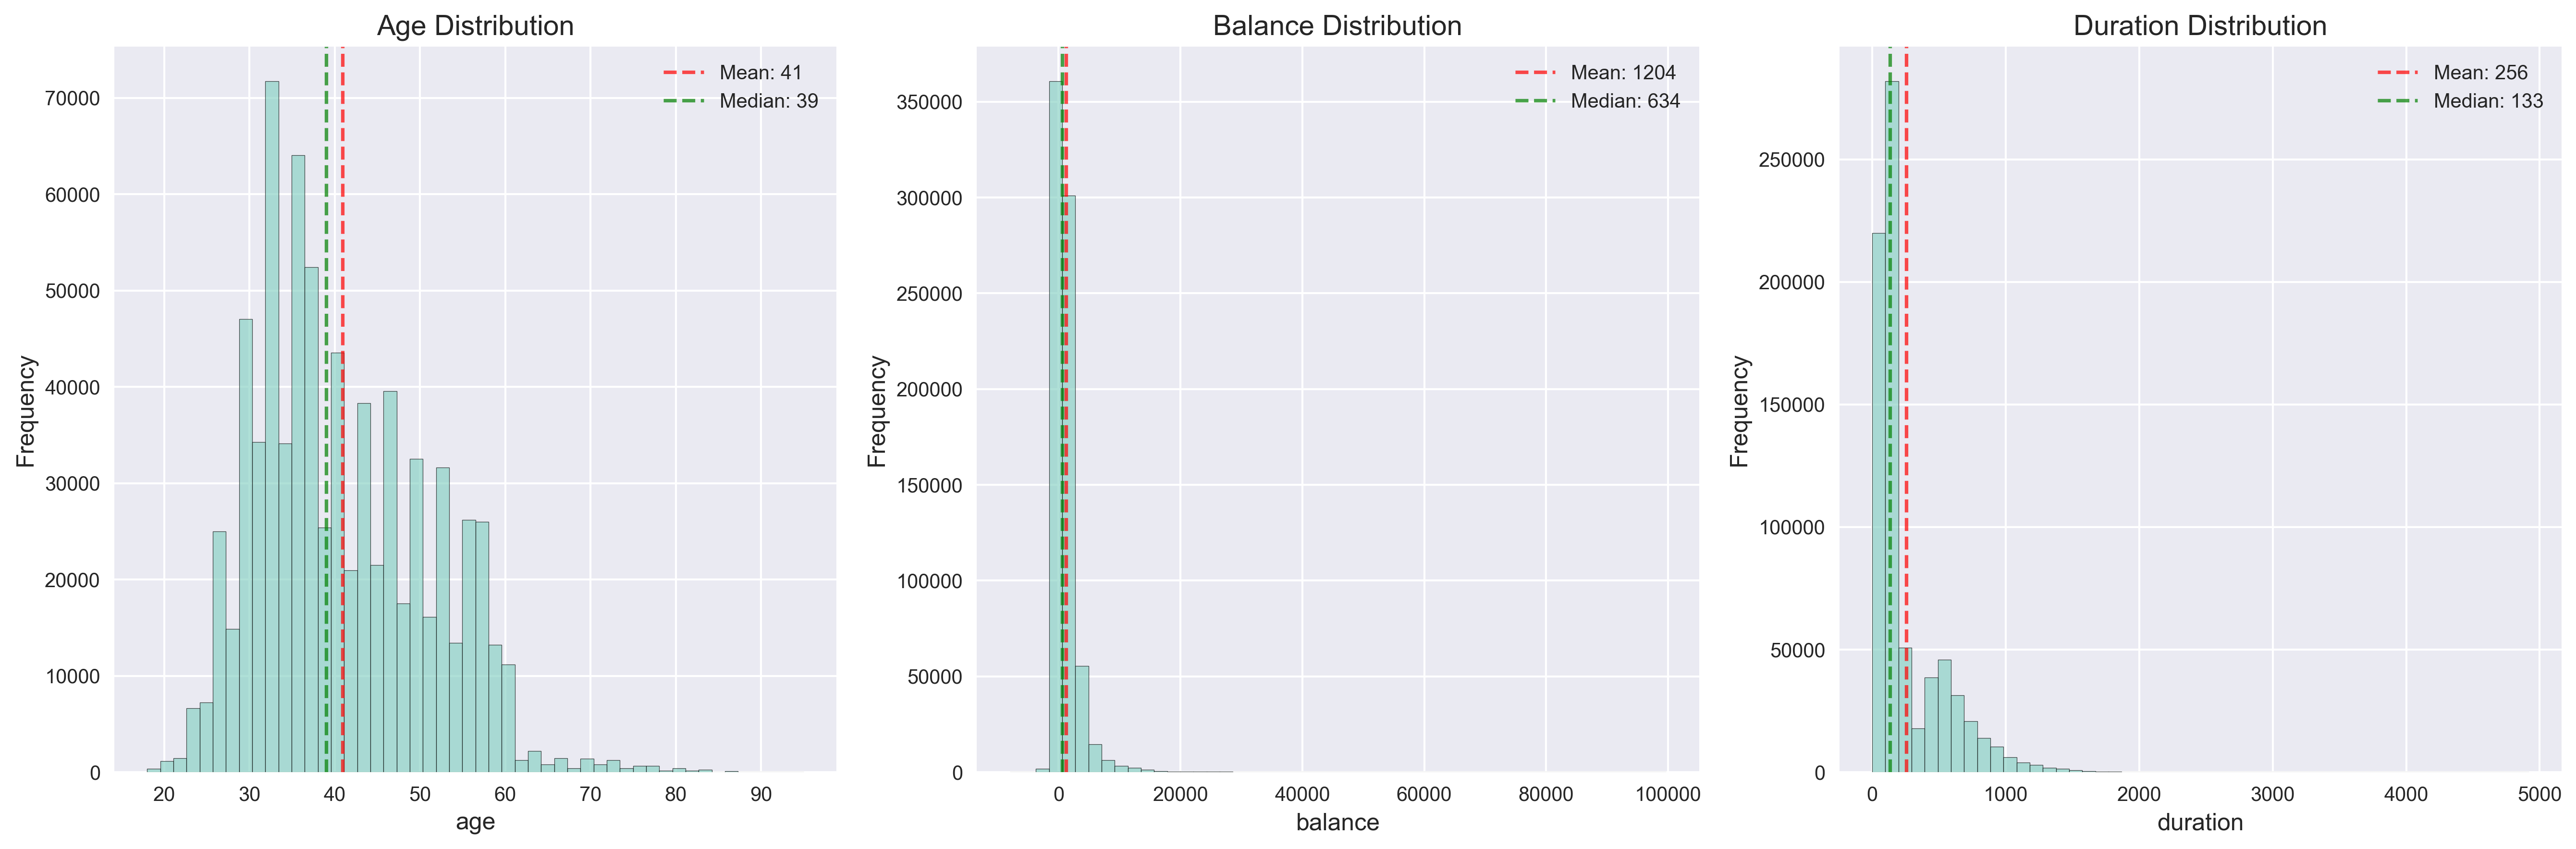 Age Distribution
Mean: 41
Median: 39
70000
60000
50000
40000
30000
20000
10000
0
Frequency
20 30 40 50 60 70 80 90
age
Balance Distribution
Mean: 1204
Median: 634
350000
300000
250000
200000
150000
100000
50000
0
Frequency
0 20000 40000 60000 80000 100000
balance
Duration Distribution
Mean: 256
Median: 133
250000
200000
150000
100000
50000
0
Frequency
0 1000 2000 3000 4000 5000
duration